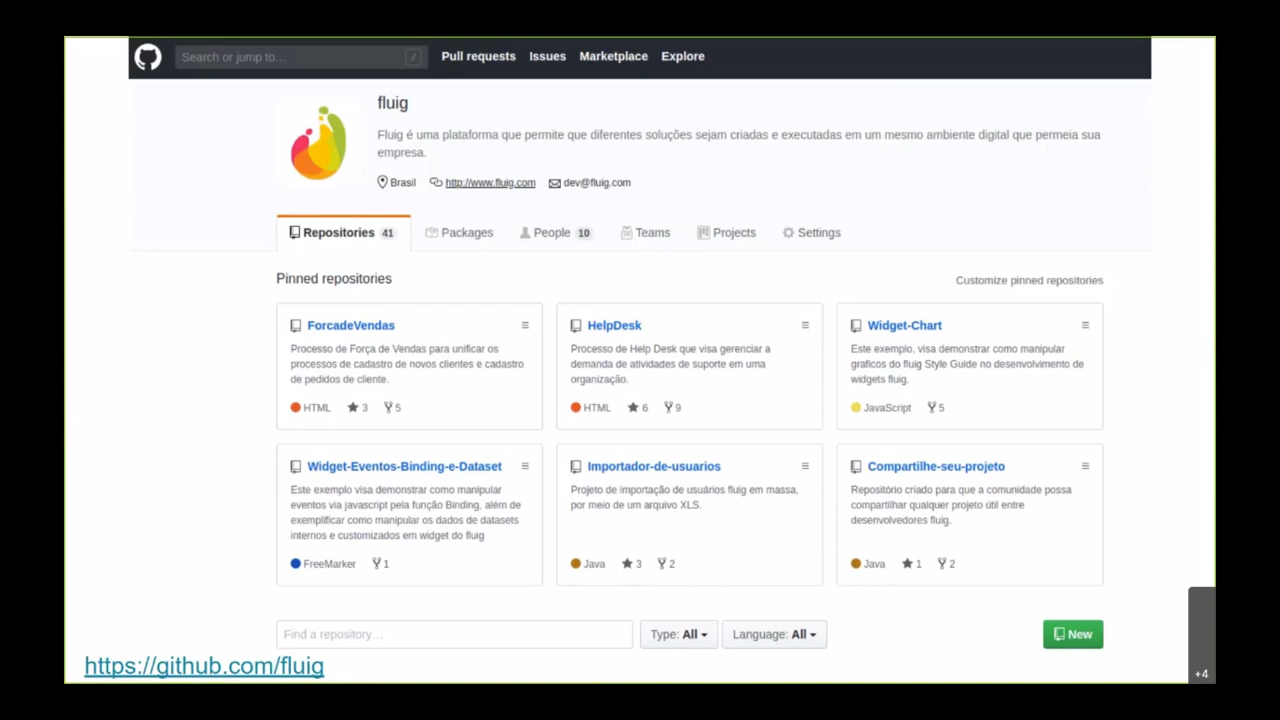 Search or jump to... / Pull requests Issues Marketplace Explore
fluig
Fluig é uma plataforma que permite que diferentes soluções sejam criadas e executadas em um mesmo ambiente digital que permeia sua
empresa.
Brasil http://www.fluig.com dev@fluig.com
Repositories 41 Packages People 10 Teams Projects Settings
Pinned repositories
Customize pinned repositories
ForcadeVendas
Processo de Força de Vendas para unificar os
processos de cadastro de novos clientes e cadastro
de pedidos de cliente.
HTML 3 5
HelpDesk
Processo de Help Desk que visa gerenciar a
demanda de atividades de suporte em uma
organização.
HTML 6 9
Widget-Chart
Este exemplo, visa demonstrar como manipular
graficos do fluig Style Guide no desenvolvimento de
widgets fluig.
JavaScript 5
Widget-Eventos-Binding-e-Dataset
Este exemplo visa demonstrar como manipular
eventos via javascript pela função Binding, além de
exemplificar como manipular os dados de datasets
internos e customizados em widget do fluig
FreeMarker 1
Importador-de-usuarios
Projeto de importação de usuários fluig em massa,
por meio de um arquivo XLS.
Java 3 2
Compartilhe-seu-projeto
Repositório criado para que a comunidade possa
compartilhar qualquer projeto útil entre
desenvolvedores fluig.
Java 1 2
Find a repository... Type: All Language: All New
https://github.com/fluig
+4